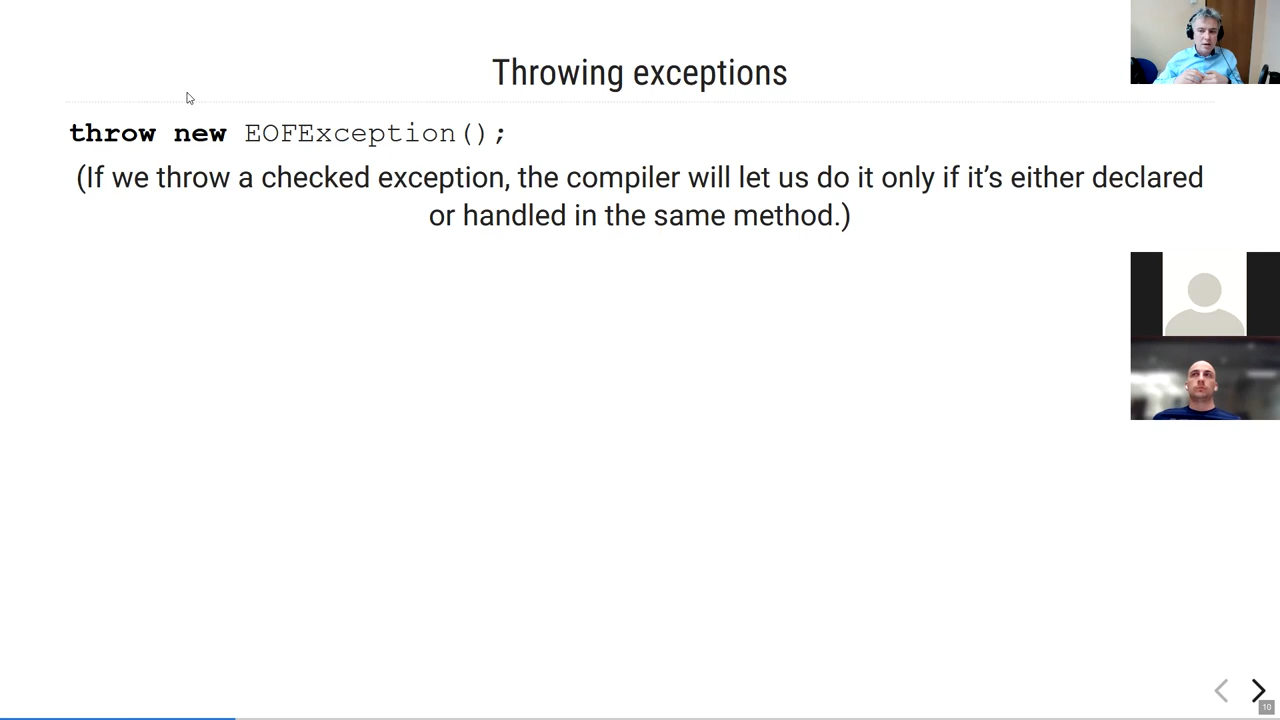 Throwing exceptions
throw new EOFException();
(If we throw a checked exception, the compiler will let us do it only if it’s either declared
or handled in the same method.)
10